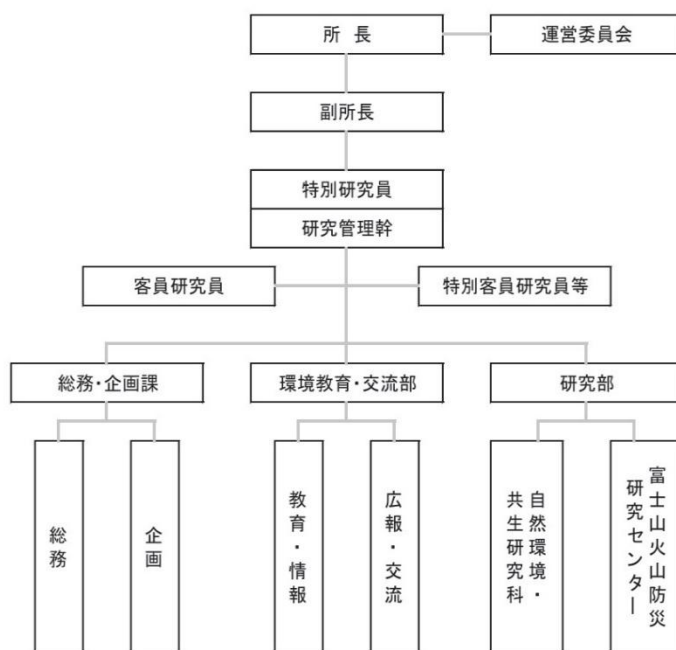 所 長
運営委員会
副所長
特別研究員
研究管理幹
客員研究員
特別客員研究員等
総務・企画課
環境教育・交流部
研究部
総務
企画
教育・情報
広報・交流
自然環境・
共生研究科
富士山火山防災
研究センター